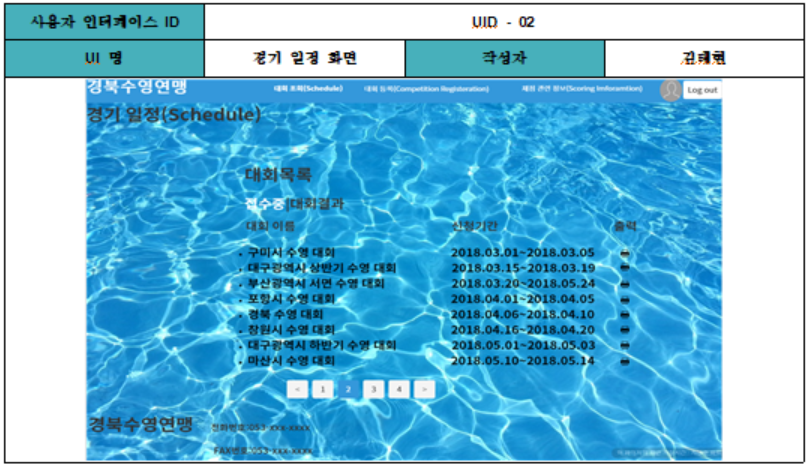 사용자 인터페이스 ID
UID - 02
UI 명
경기 일정 화면
작성자
김태현
경북수영연맹
대회 조회(Schedule)
대회 등록(Competition Registeration)
Log out
경기 일정(Schedule)
대회목록
접수중|대회결과
대회 이름 신청기간 출력
. 구미시 수영 대회 2018.03.01~2018.03.05
. 대구광역시 상반기 수영 대회 2018.03.15~2018.03.19
. 부산광역시 서면 수영 대회 2018.03.20~2018.05.24
. 포항시 수영 대회 2018.04.01~2018.04.05
. 경북 수영 대회 2018.04.06~2018.04.10
. 창원시 수영 대회 2018.04.16~2018.04.20
. 대구광역시 하반기 수영 대회 2018.05.01~2018.05.03
. 마산시 수영 대회 2018.05.10~2018.05.14
< 1 2 3 4 >
경북수영연맹
전화번호:053-xxx-xxxx
FAX번호:053-xxx-xxxx